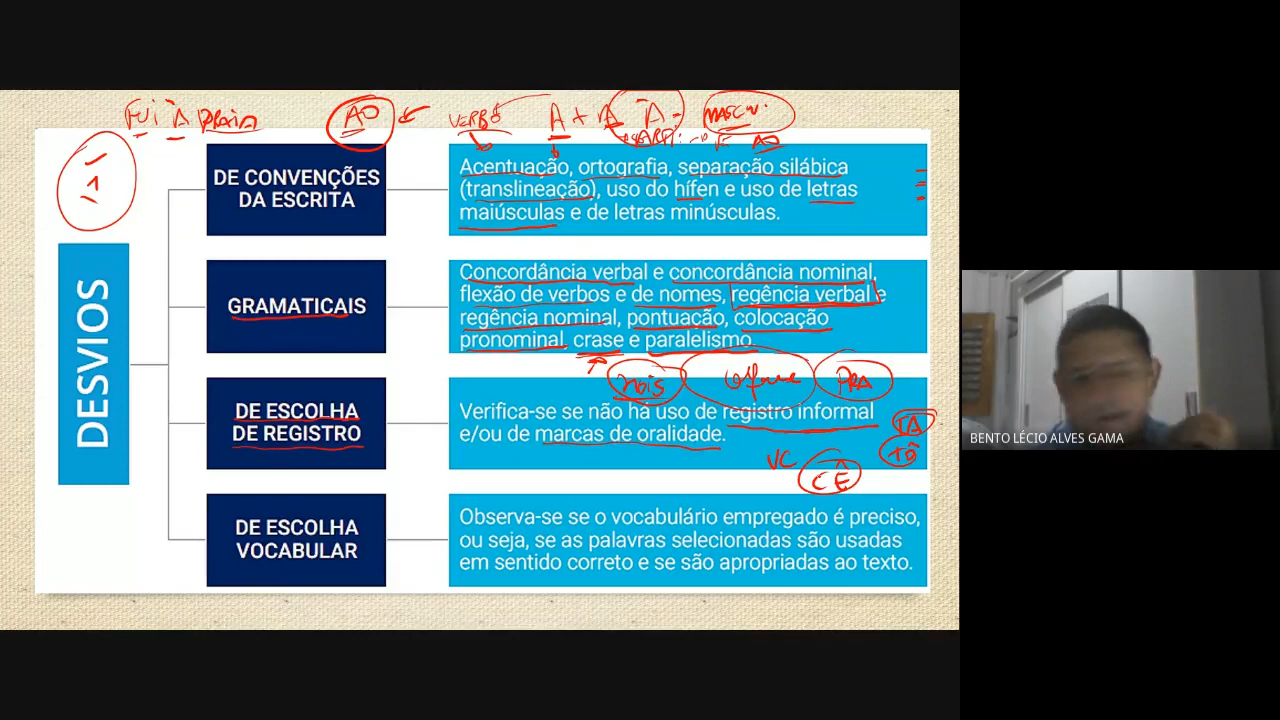 FUI À PRAIA
AO
VERBO
A + A
À =
MASCU.
AO
DE CONVENÇÕES
DA ESCRITA
Acentuação, ortografia, separação silábica
(translineação), uso do hífen e uso de letras
maiúsculas e de letras minúsculas.
DESVIOS
GRAMATICAIS
Concordância verbal e concordância nominal,
flexão de verbos e de nomes, regência verbal e
regência nominal, pontuação, colocação
pronominal, crase e paralelismo.
PRA
DE ESCOLHA
DE REGISTRO
Verifica-se se não há uso de registro informal
e/ou de marcas de oralidade.
TA
TÔ
VC
CÊ
BENTO LÉCIO ALVES GAMA
DE ESCOLHA
VOCABULAR
Observa-se se o vocabulário empregado é preciso,
ou seja, se as palavras selecionadas são usadas
em sentido correto e se são apropriadas ao texto.